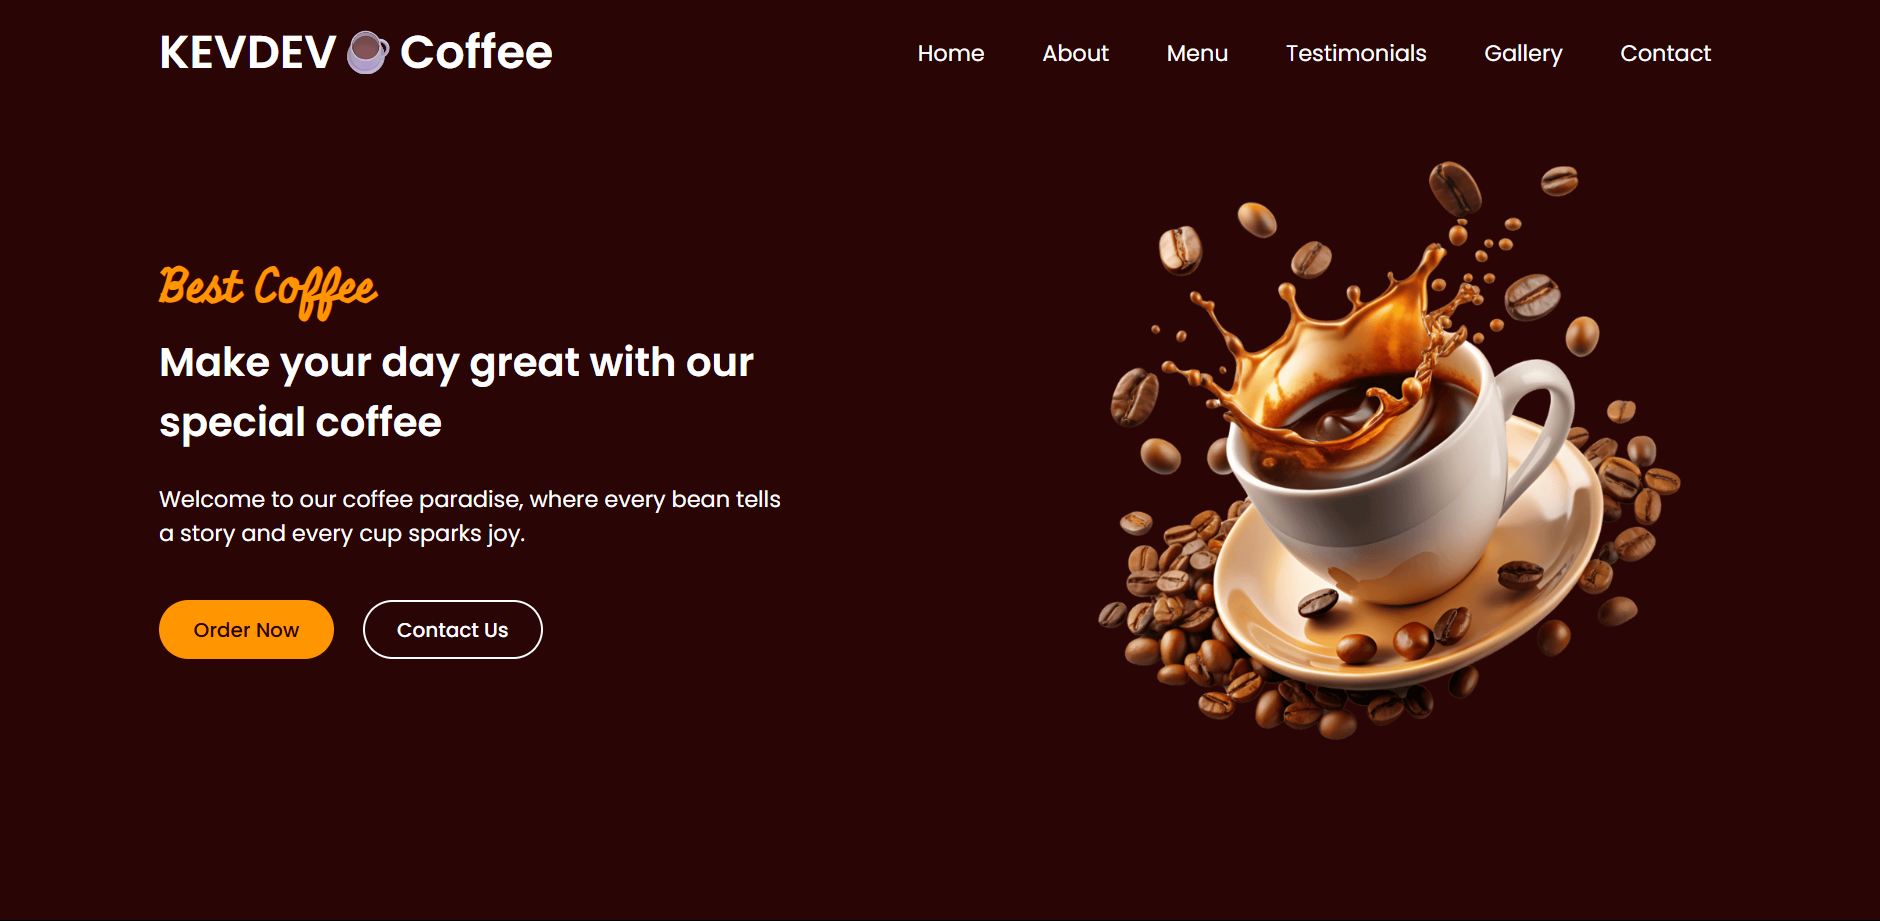 KEVDEV Coffee
Home About Menu Testimonials Gallery Contact
Best Coffee
Make your day great with our
special coffee
Welcome to our coffee paradise, where every bean tells
a story and every cup sparks joy.
Order Now Contact Us